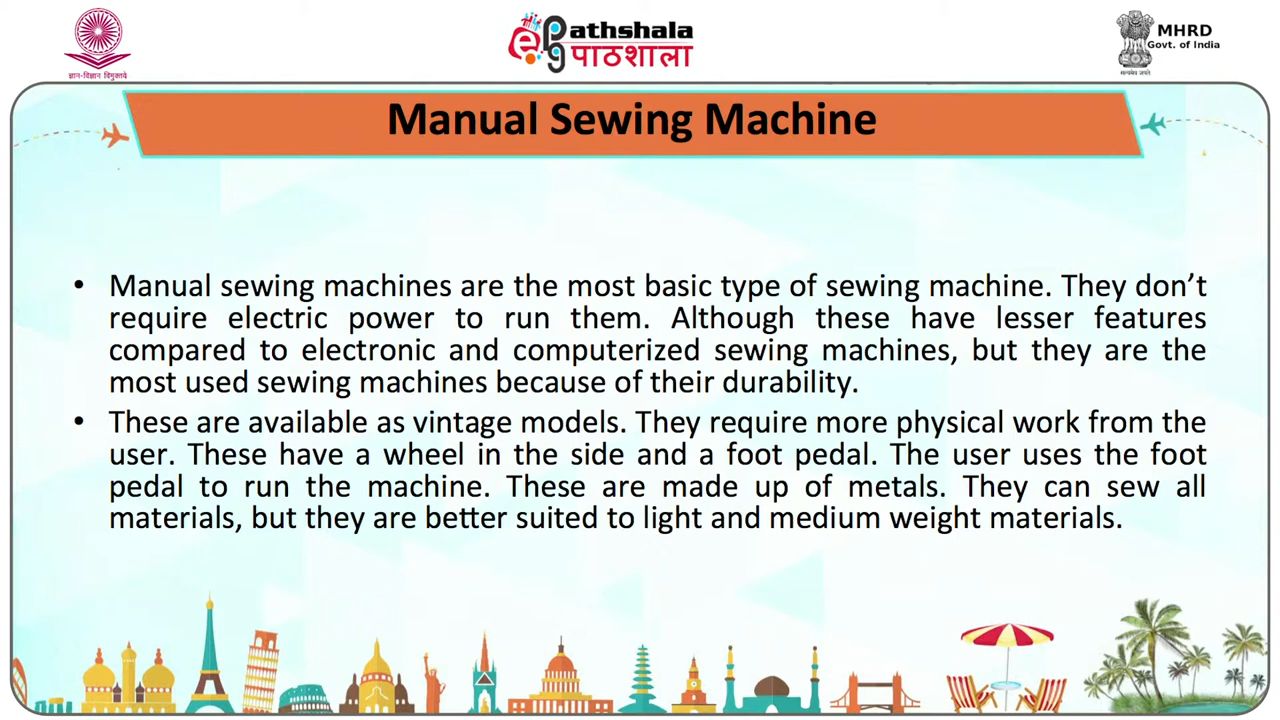 ज्ञान-विज्ञान विमुक्तये
ePGpathshala
पाठशाला
MHRD
Govt. of India
सत्यमेव जयते
Manual Sewing Machine
• Manual sewing machines are the most basic type of sewing machine. They don’t
require electric power to run them. Although these have lesser features
compared to electronic and computerized sewing machines, but they are the
most used sewing machines because of their durability.
• These are available as vintage models. They require more physical work from the
user. These have a wheel in the side and a foot pedal. The user uses the foot
pedal to run the machine. These are made up of metals. They can sew all
materials, but they are better suited to light and medium weight materials.